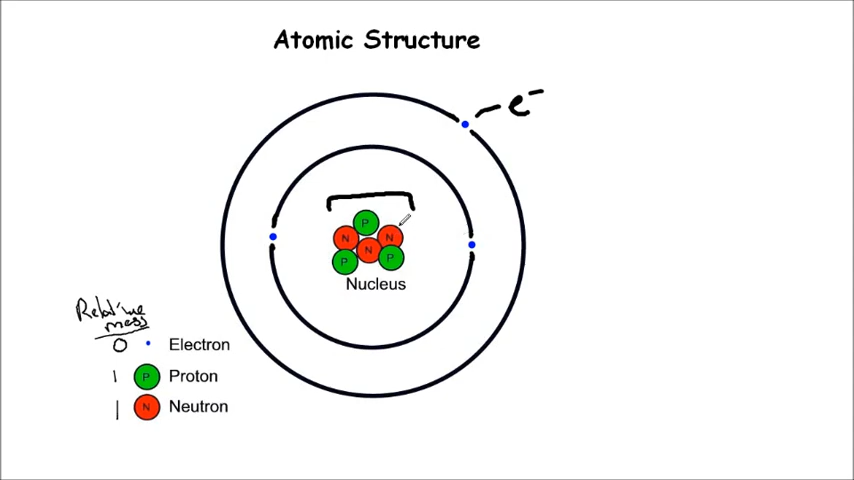 Atomic Structure
e⁻
P
N
N
N
P
P
Nucleus
Relative
mass
0 Electron
1 P Proton
1 N Neutron